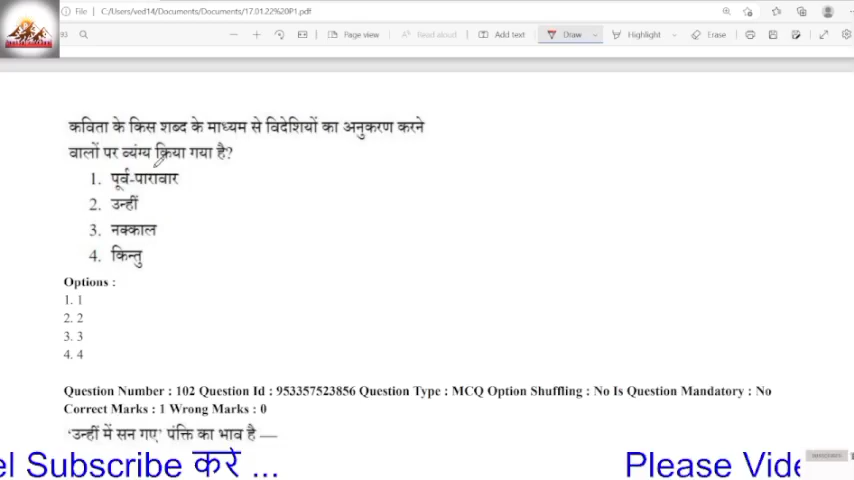 File C:/Users/ved14/Documents/Documents/17.01.22%20P1.pdf
93 Page view Read aloud Add text Draw Highlight Erase
कविता के किस शब्द के माध्यम से विदेशियों का अनुकरण करने
वालों पर व्यंग्य किया गया है?
1. पूर्व-पारावार
2. उन्हीं
3. नक्काल
4. किन्तु
Options :
1. 1
2. 2
3. 3
4. 4
Question Number : 102 Question Id : 953357523856 Question Type : MCQ Option Shuffling : No Is Question Mandatory : No
Correct Marks : 1 Wrong Marks : 0
‘उन्हीं में सन गए’ पंक्ति का भाव है —
el Subscribe करे ... Please Vide